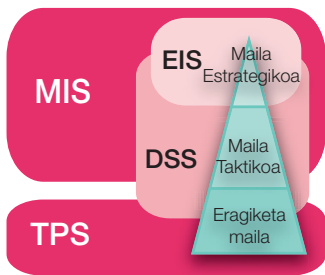 EIS
Maila
Estrategikoa
MIS
DSS
Maila
Taktikoa
TPS
Eragiketa
maila